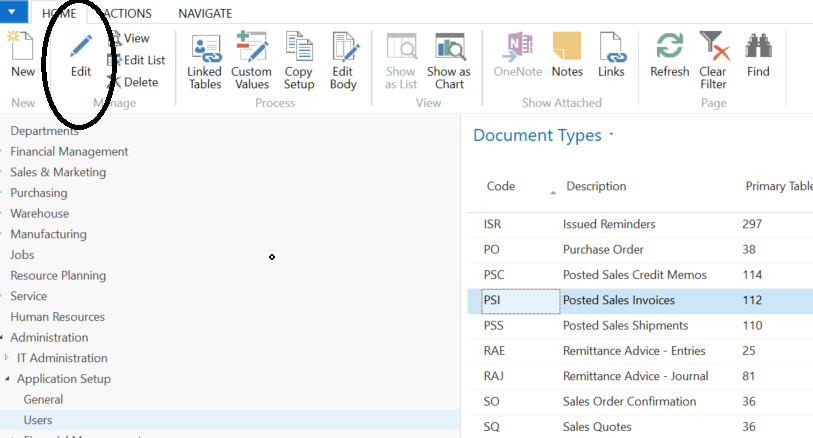 HOME ACTIONS NAVIGATE
New
Edit
View
Edit List
Delete
Linked
Tables
Custom
Values
Copy
Setup
Edit
Body
Show
as List
Show as
Chart
OneNote
Notes
Links
Refresh
Clear
Filter
Find
New
Manage
Process
View
Show Attached
Page
Departments
Financial Management
Sales & Marketing
Purchasing
Warehouse
Manufacturing
Jobs
Resource Planning
Service
Human Resources
Administration
IT Administration
Application Setup
General
Users
Document Types
Code Description Primary Table
ISR Issued Reminders 297
PO Purchase Order 38
PSC Posted Sales Credit Memos 114
PSI Posted Sales Invoices 112
PSS Posted Sales Shipments 110
RAE Remittance Advice - Entries 25
RAJ Remittance Advice - Journal 81
SO Sales Order Confirmation 36
SQ Sales Quotes 36